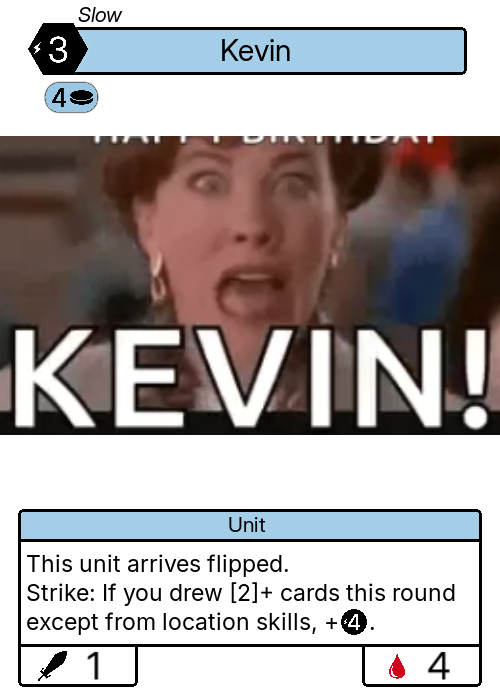 Slow
3
Kevin
4
HAPPY BIRTHDAY
KEVIN!
Unit
This unit arrives flipped.
Strike: If you drew [2]+ cards this round
except from location skills, +4.
1
4